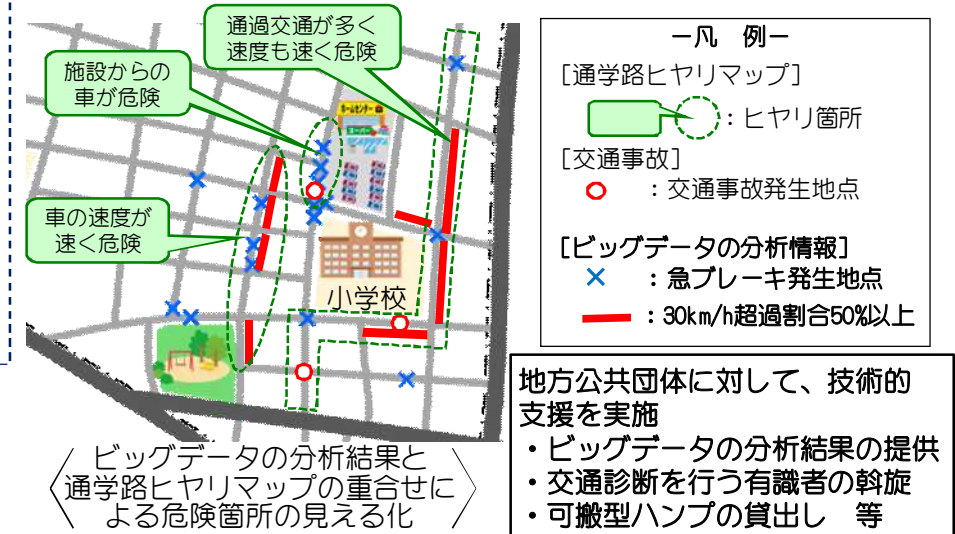 通過交通が多く
速度も速く危険
施設からの
車が危険
ホームセンター
スーパー
車の速度が
速く危険
小学校
ビッグデータの分析結果と
通学路ヒヤリマップの重合せに
よる危険箇所の見える化
－凡　例－
[通学路ヒヤリマップ]
：ヒヤリ箇所
[交通事故]
：交通事故発生地点
[ビッグデータの分析情報]
：急ブレーキ発生地点
：30km/h超過割合50%以上
地方公共団体に対して、技術的
支援を実施
・ビッグデータの分析結果の提供
・交通診断を行う有識者の斡旋
・可搬型ハンプの貸出し　等